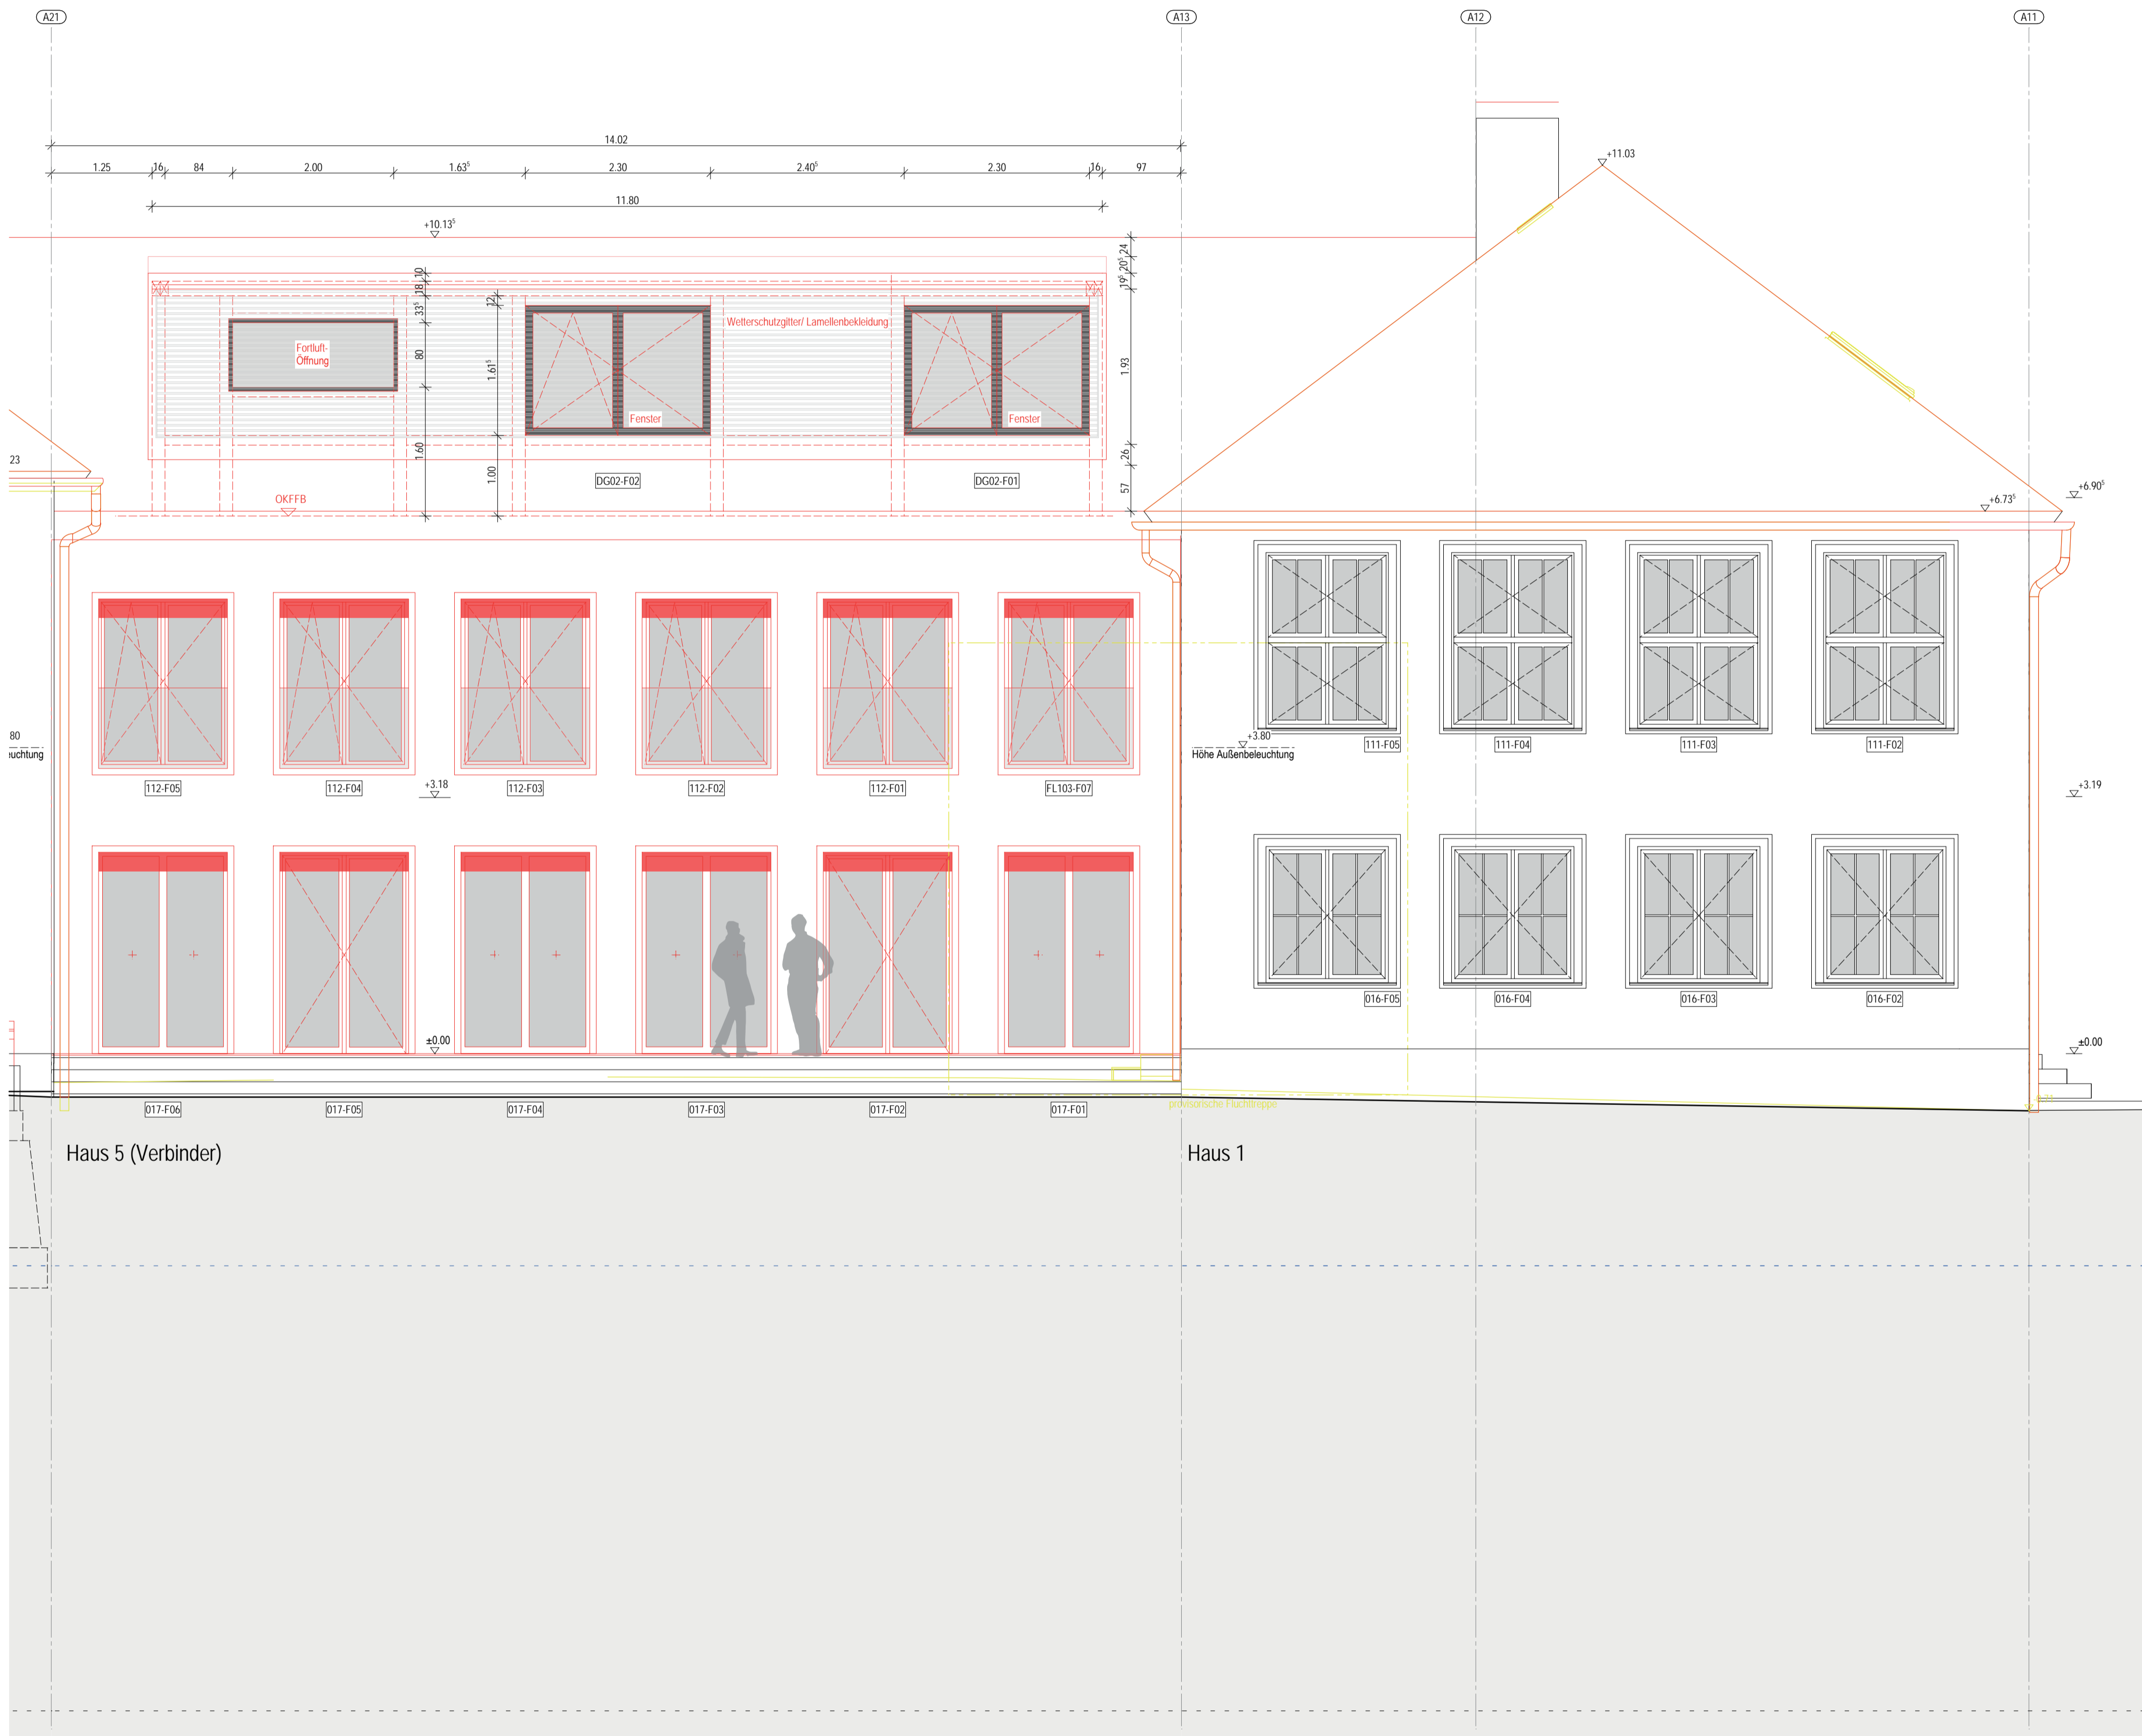 A21
A13
A12
A11
14.02
1.25
16
84
2.00
1.63⁵
2.30
2.40⁵
2.30
16
97
11.80
+11.03
+10.13⁵
24
20⁵
19⁵
10
18
33⁵
12
Wetterschutzgitter/ Lamellenbekleidung
Fortluft-
Öffnung
80
1.61⁵
1.93
Fenster
Fenster
1.60
1.00
26
57
23
DG02-F02
DG02-F01
OKFFB
+6.73⁵
+6.90⁵
80
euchtung
+3.80
Höhe Außenbeleuchtung
111-F05
111-F04
111-F03
111-F02
112-F05
112-F04
+3.18
112-F03
112-F02
112-F01
FL103-F07
+3.19
016-F05
016-F04
016-F03
016-F02
±0.00
±0.00
provisorische Fluchttreppe
017-F06
017-F05
017-F04
017-F03
017-F02
017-F01
Haus 5 (Verbinder)
Haus 1